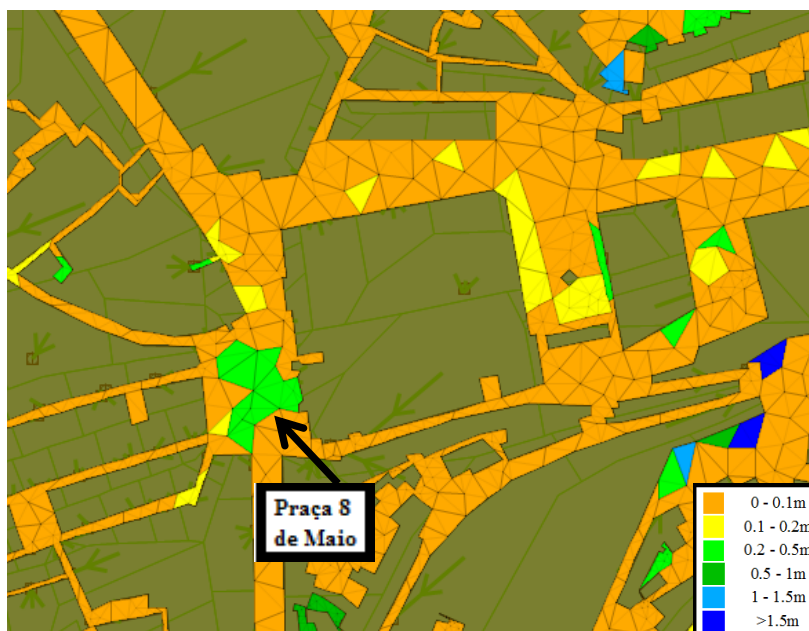 Praça 8
de Maio
0 - 0.1m
0.1 - 0.2m
0.2 - 0.5m
0.5 - 1m
1 - 1.5m
>1.5m